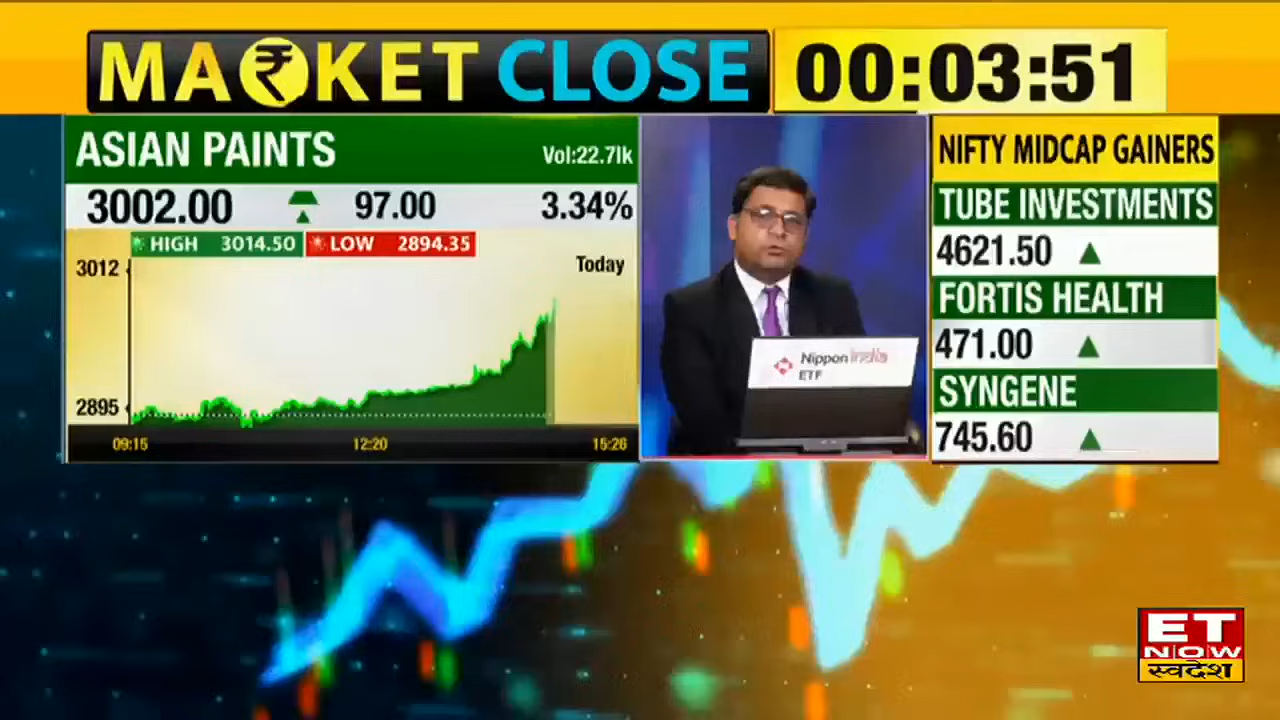 MA₹KET CLOSE
00:03:51
ASIAN PAINTS
Vol:22.7lk
3002.00 97.00 3.34%
HIGH 3014.50 LOW 2894.35
Today
3012
2895
09:15 12:20 15:26
Nippon india
ETF
NIFTY MIDCAP GAINERS
TUBE INVESTMENTS
4621.50
FORTIS HEALTH
471.00
SYNGENE
745.60
ET
NOW
स्वदेश